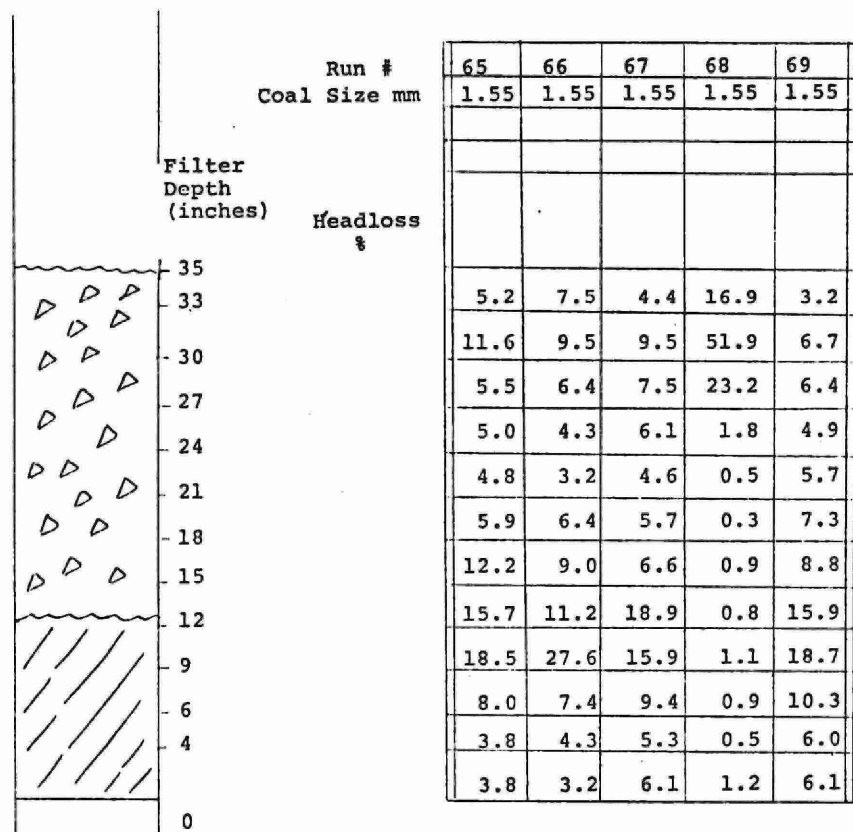 Run # 65 66 67 68 69
Coal Size mm 1.55 1.55 1.55 1.55 1.55
Filter
Depth
(inches)
Headloss
%
35
5.2 7.5 4.4 16.9 3.2
33
11.6 9.5 9.5 51.9 6.7
30
5.5 6.4 7.5 23.2 6.4
27
5.0 4.3 6.1 1.8 4.9
24
4.8 3.2 4.6 0.5 5.7
21
5.9 6.4 5.7 0.3 7.3
18
12.2 9.0 6.6 0.9 8.8
15
15.7 11.2 18.9 0.8 15.9
12
18.5 27.6 15.9 1.1 18.7
9
8.0 7.4 9.4 0.9 10.3
6
3.8 4.3 5.3 0.5 6.0
4
3.8 3.2 6.1 1.2 6.1
0